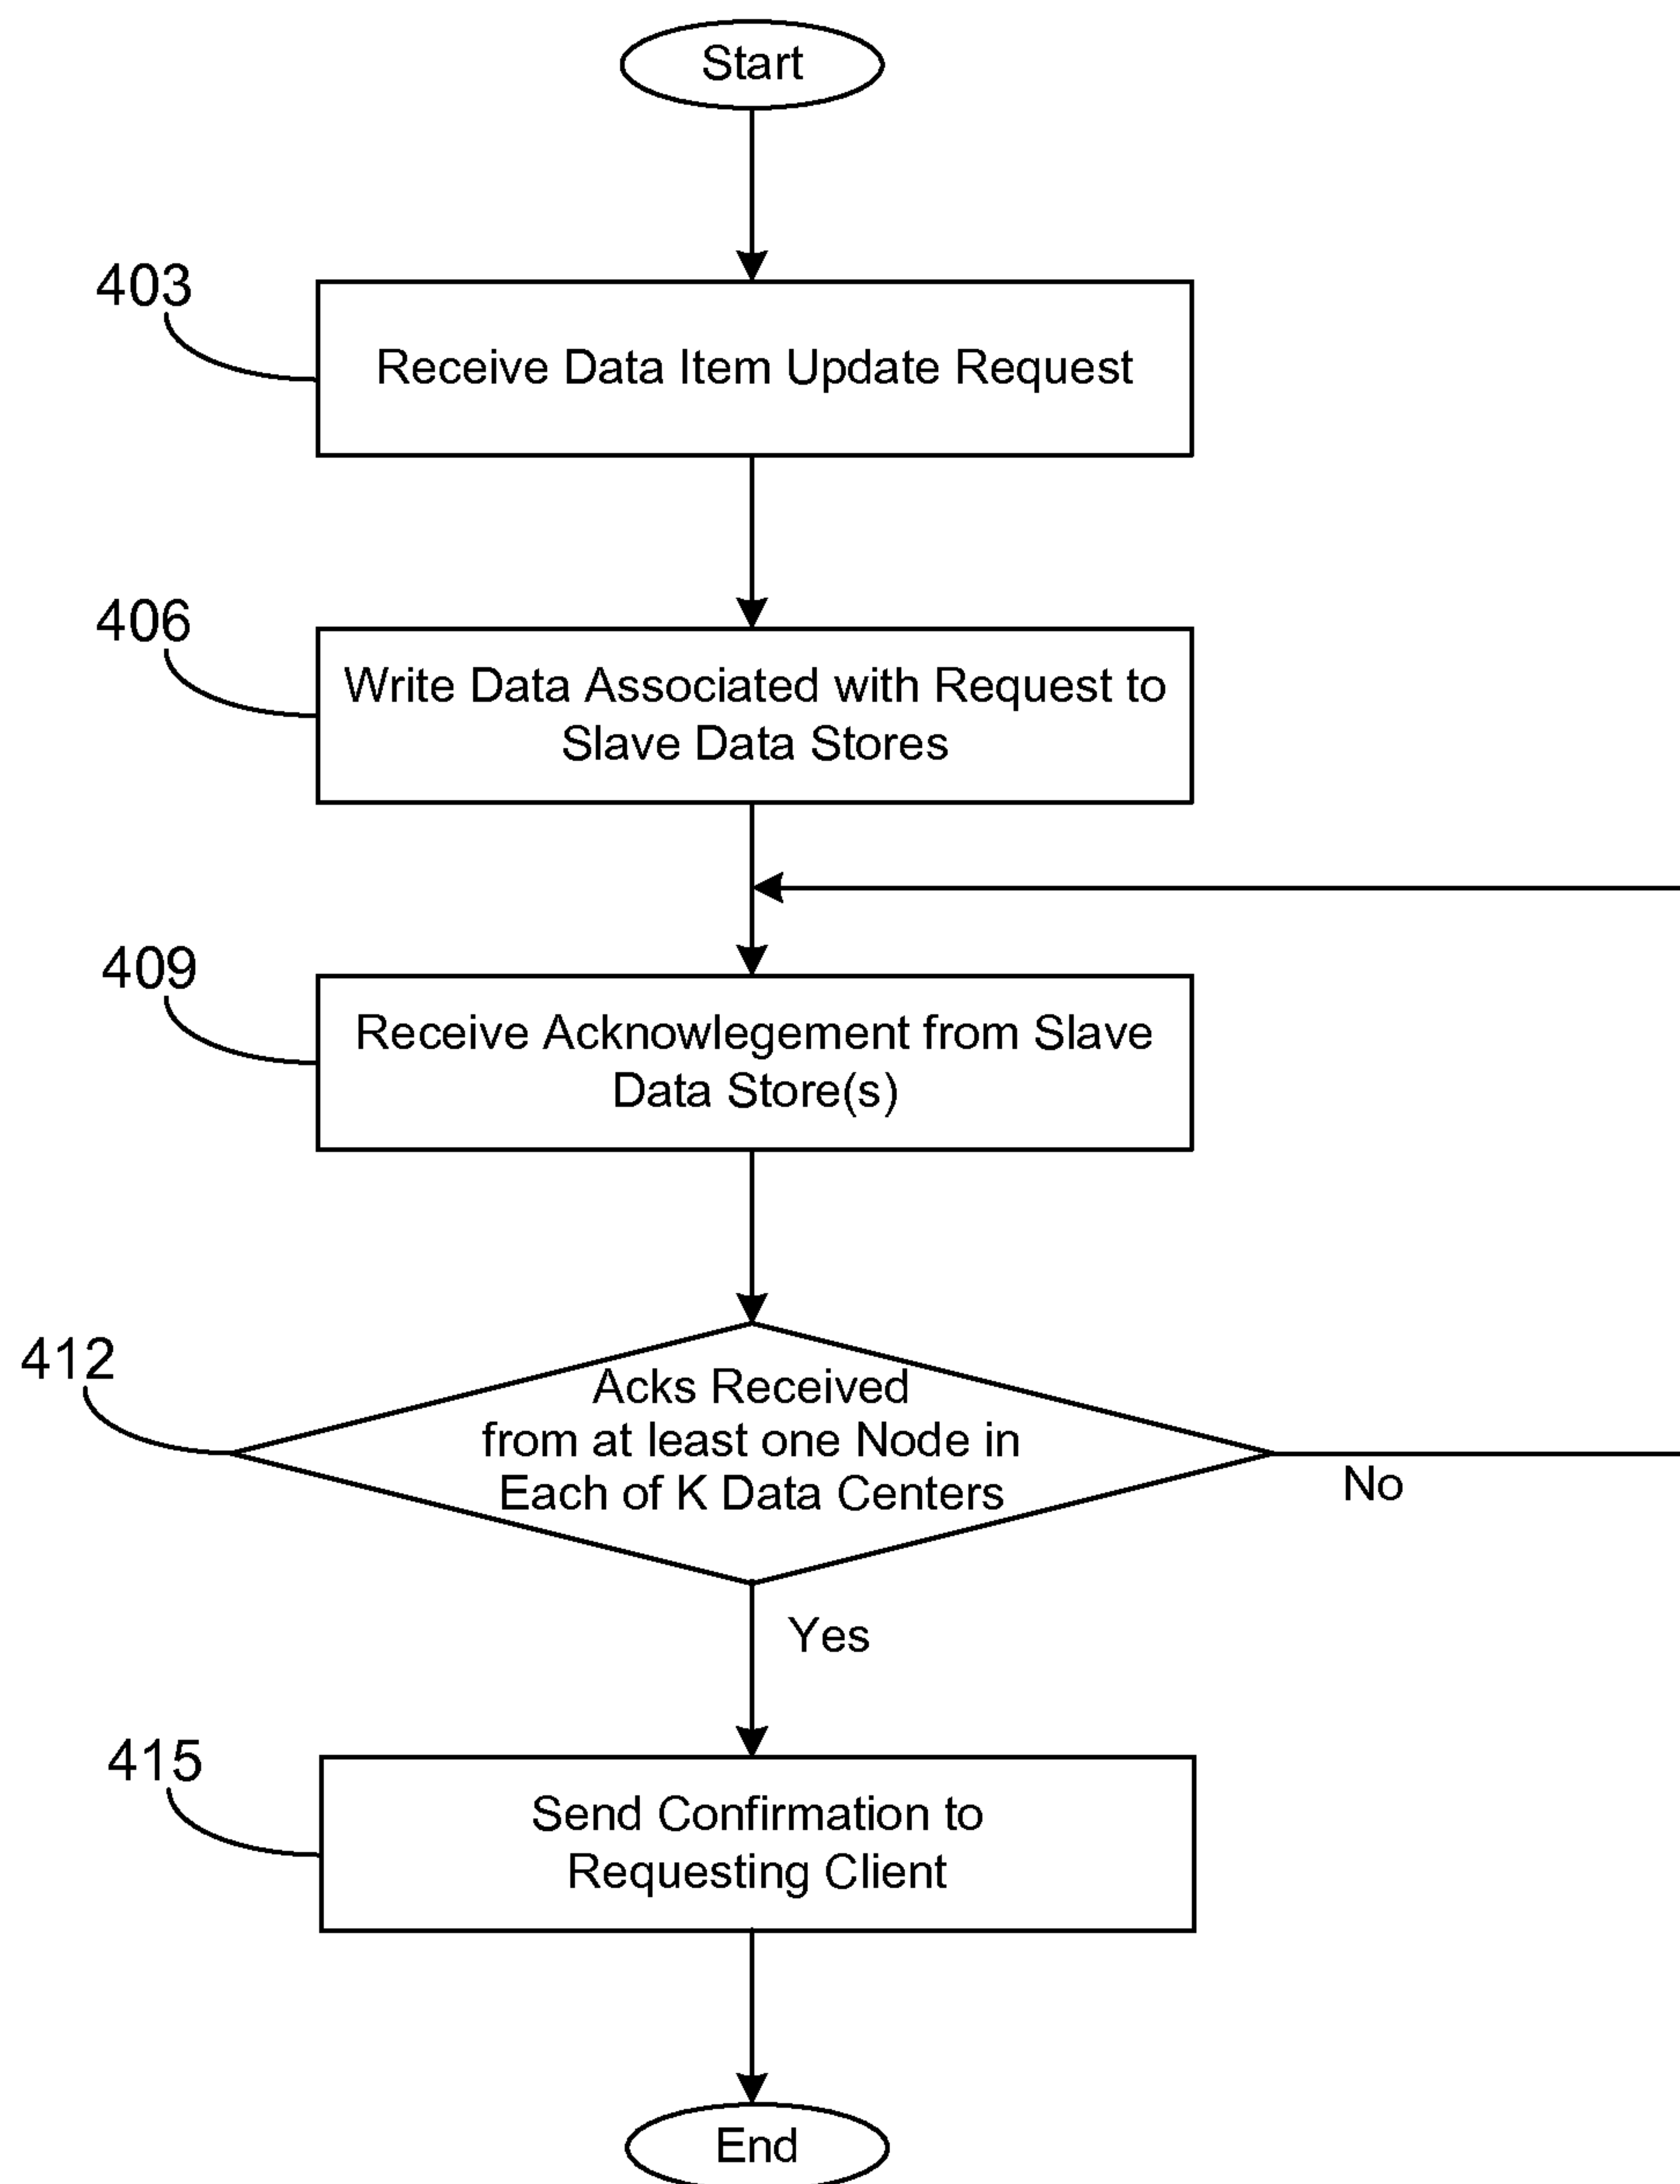 Start
403
Receive Data Item Update Request
406
Write Data Associated with Request to
Slave Data Stores
409
Receive Acknowlegement from Slave
Data Store(s)
412
Acks Received
from at least one Node in
Each of K Data Centers
No
Yes
415
Send Confirmation to
Requesting Client
End